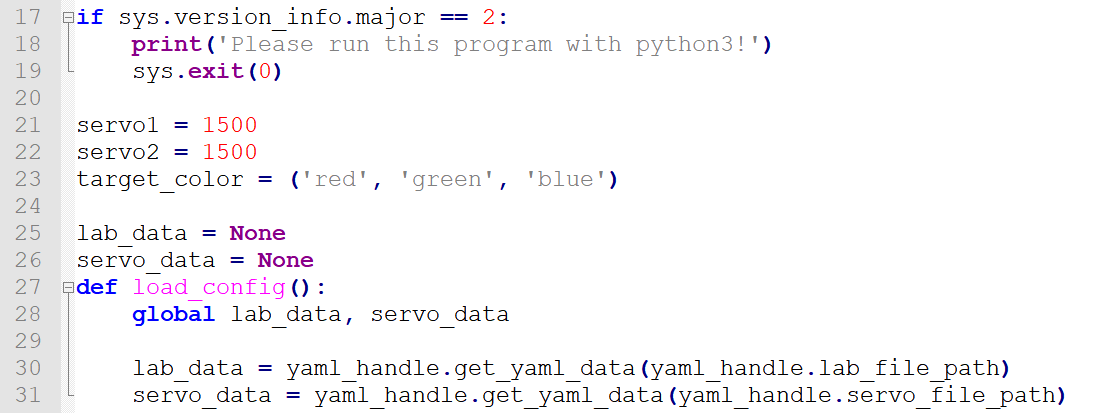 17 if sys.version_info.major == 2:
18     print('Please run this program with python3!')
19     sys.exit(0)
20
21 servo1 = 1500
22 servo2 = 1500
23 target_color = ('red', 'green', 'blue')
24
25 lab_data = None
26 servo_data = None
27 def load_config():
28     global lab_data, servo_data
29
30     lab_data = yaml_handle.get_yaml_data(yaml_handle.lab_file_path)
31     servo_data = yaml_handle.get_yaml_data(yaml_handle.servo_file_path)